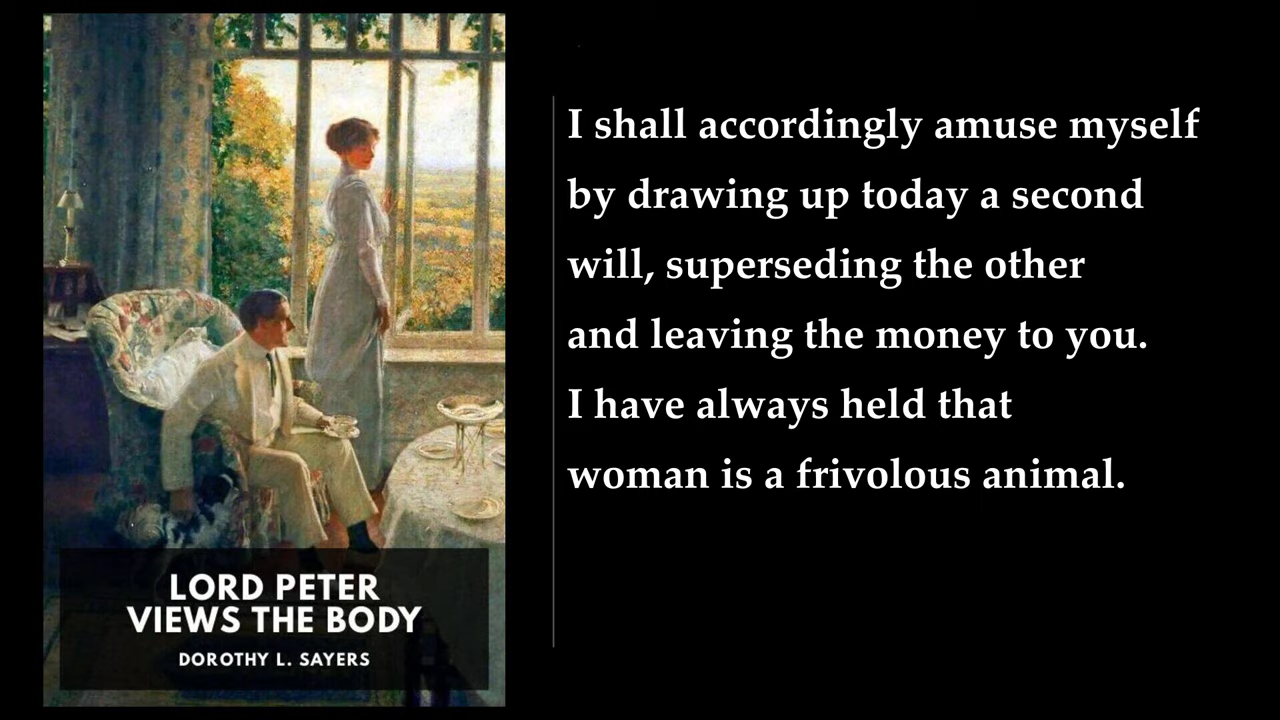 I shall accordingly amuse myself
by drawing up today a second
will, superseding the other
and leaving the money to you.
I have always held that
woman is a frivolous animal.
LORD PETER
VIEWS THE BODY
DOROTHY L. SAYERS